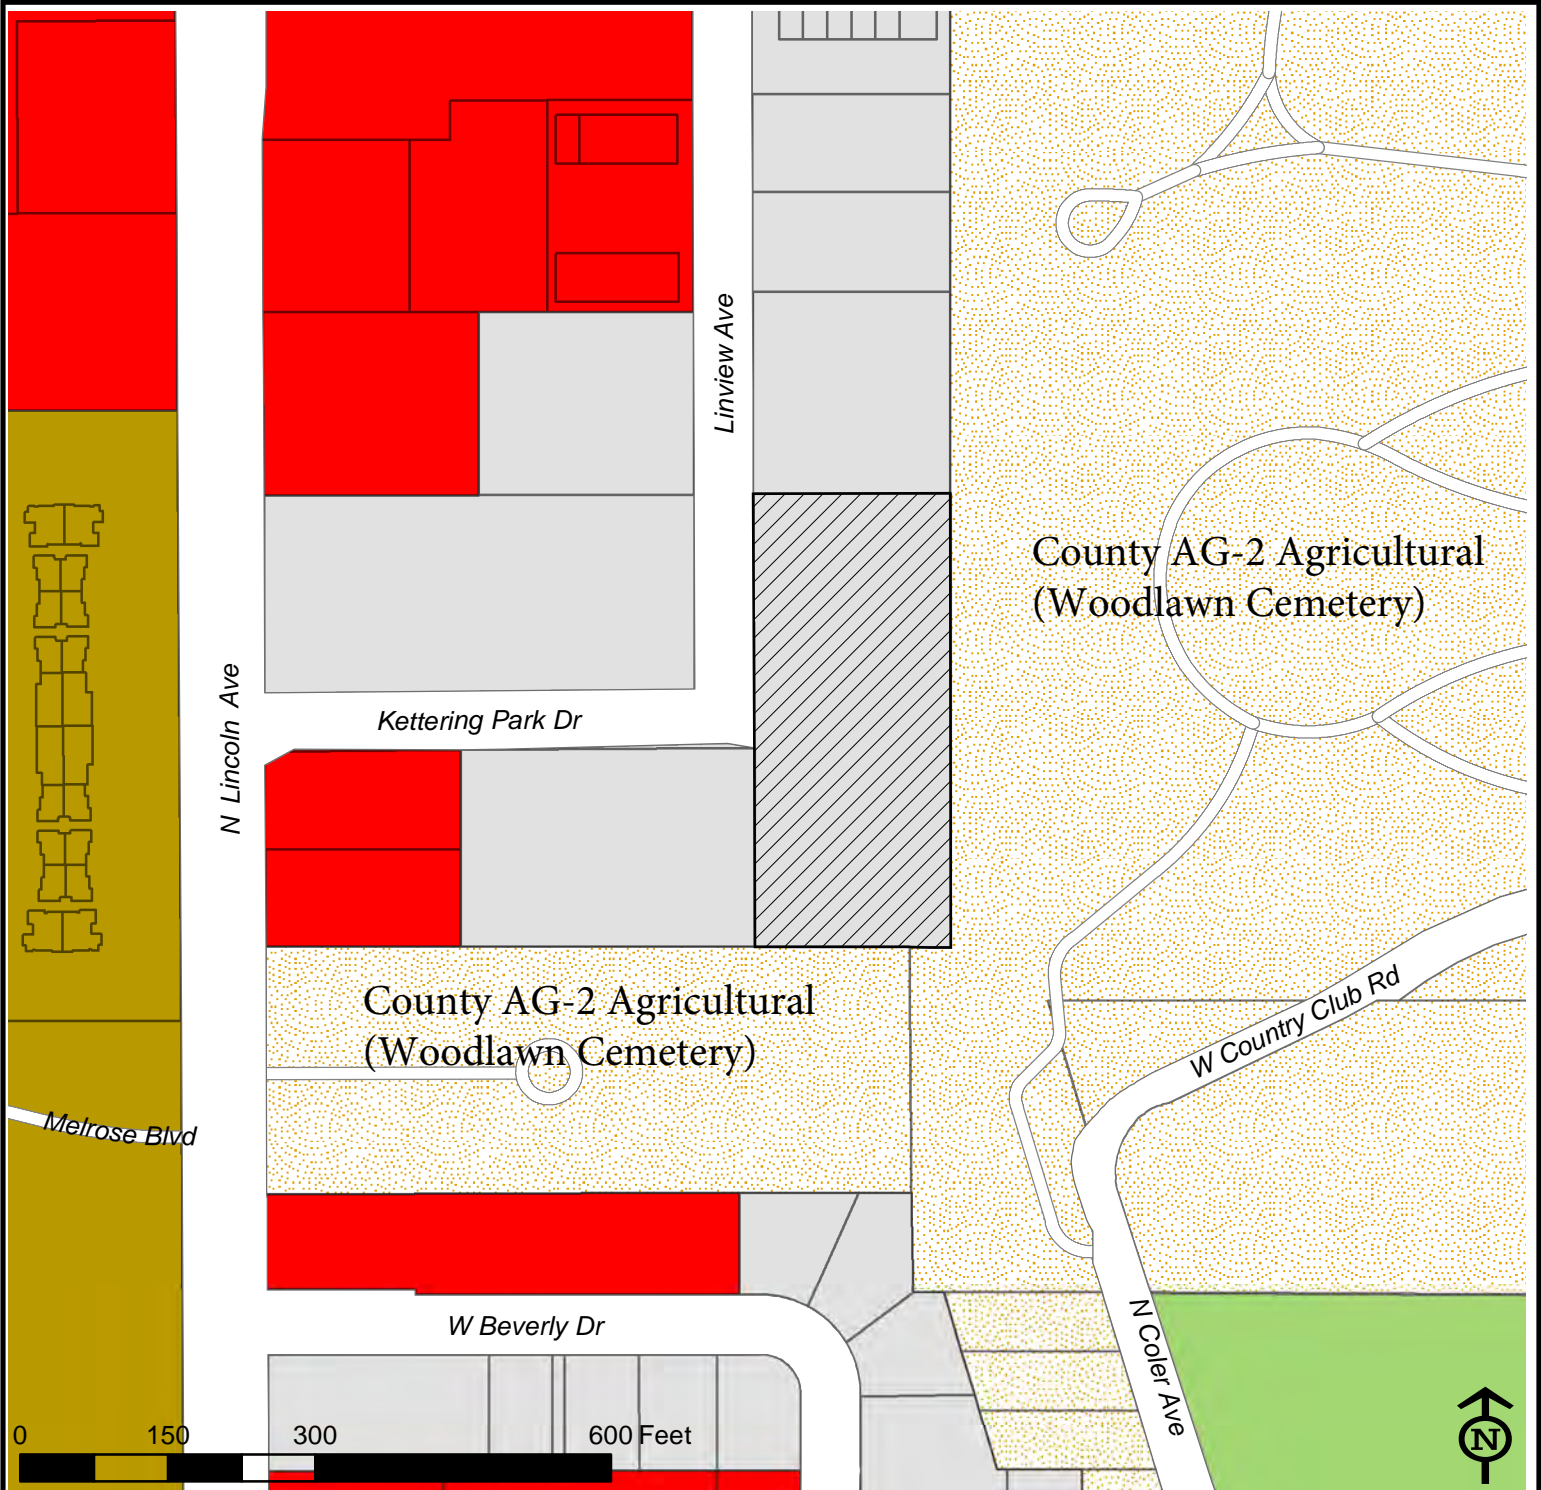 Linview Ave
County AG-2 Agricultural
(Woodlawn Cemetery)
N Lincoln Ave
Kettering Park Dr
County AG-2 Agricultural
(Woodlawn Cemetery)
W Country Club Rd
Melrose Blvd
W Beverly Dr
N Coler Ave
0 150 300 600 Feet
N